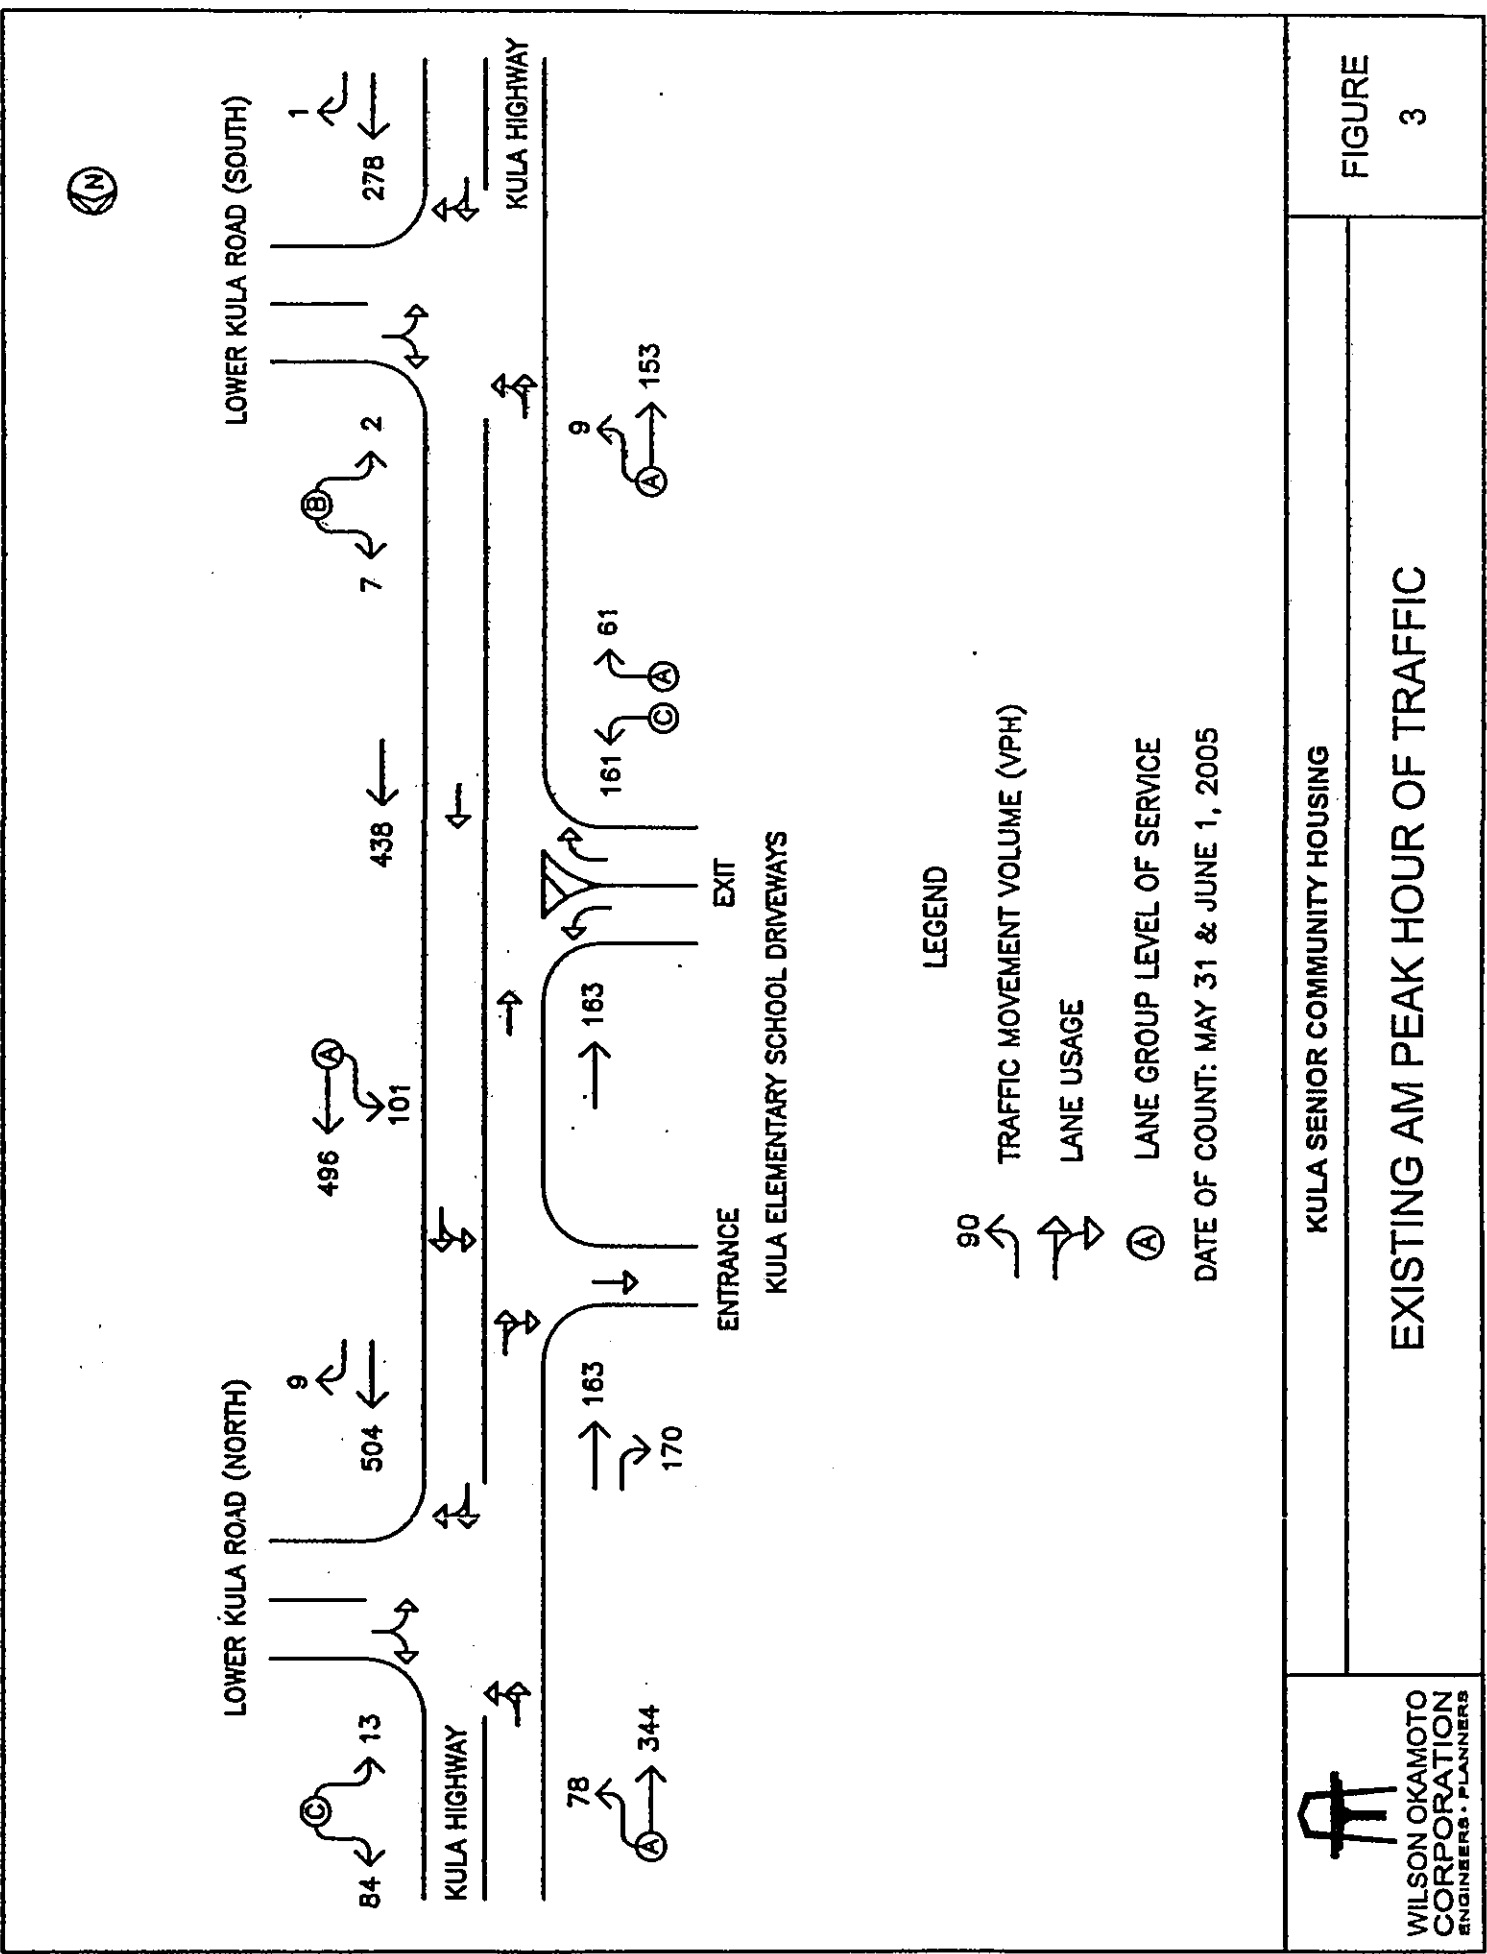 N
LOWER KULA ROAD (NORTH)
LOWER KULA ROAD (SOUTH)
C
84
13
9
504
A
496
101
438
B
7
2
1
278
KULA HIGHWAY
KULA HIGHWAY
78
A
344
163
170
163
161
C
61
A
9
A
153
ENTRANCE
EXIT
KULA ELEMENTARY SCHOOL DRIVEWAYS
LEGEND
90
TRAFFIC MOVEMENT VOLUME (VPH)
LANE USAGE
A
LANE GROUP LEVEL OF SERVICE
DATE OF COUNT: MAY 31 & JUNE 1, 2005
WILSON OKAMOTO
CORPORATION
ENGINEERS • PLANNERS
KULA SENIOR COMMUNITY HOUSING
EXISTING AM PEAK HOUR OF TRAFFIC
FIGURE
3